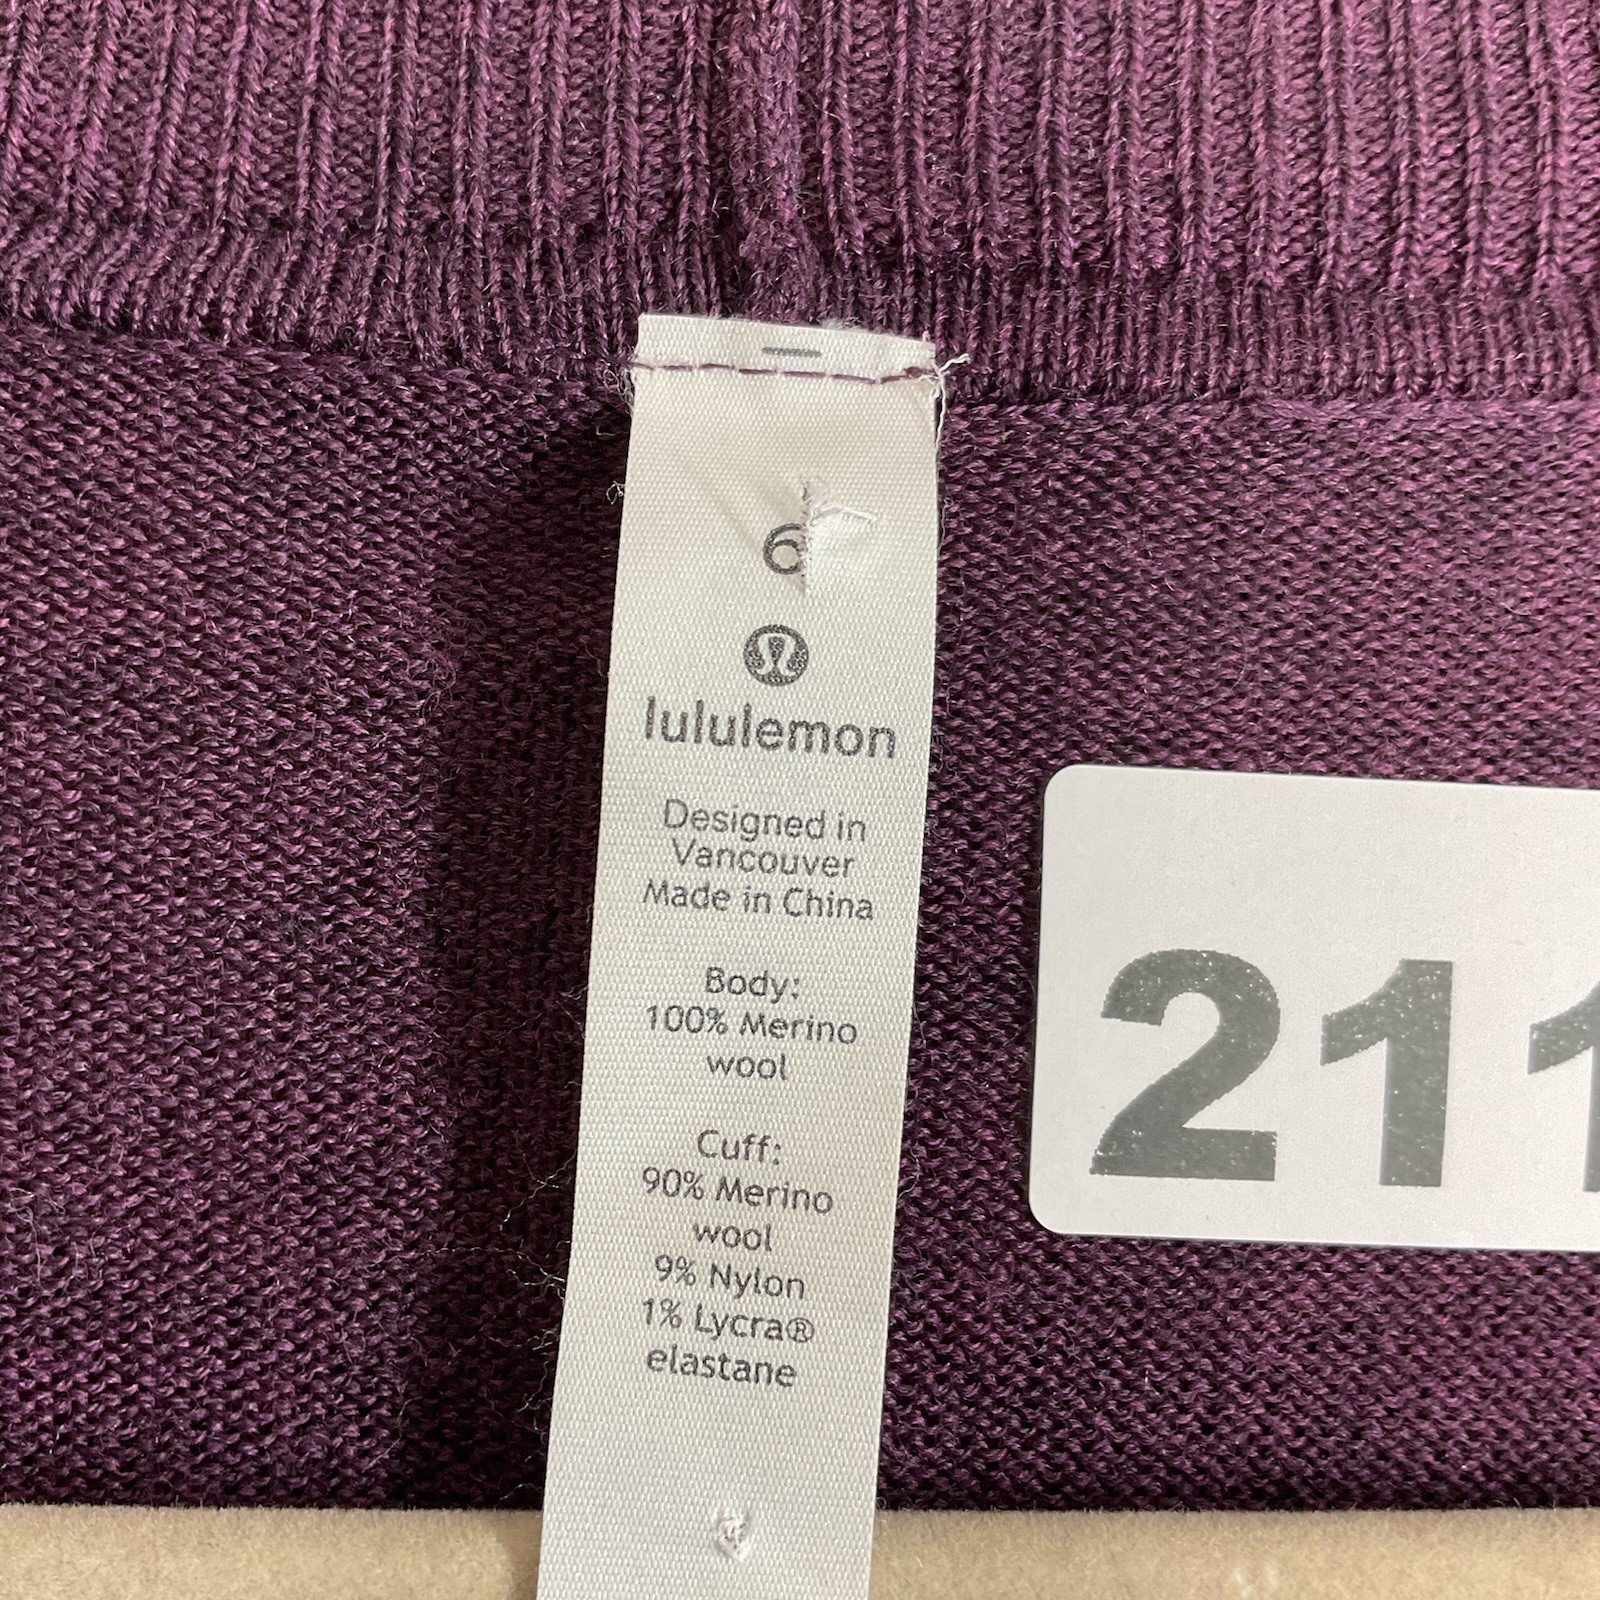 6
lululemon
Designed in
Vancouver
Made in China
Body:
100% Merino
wool
Cuff:
90% Merino
wool
9% Nylon
1% Lycra®
elastane
211